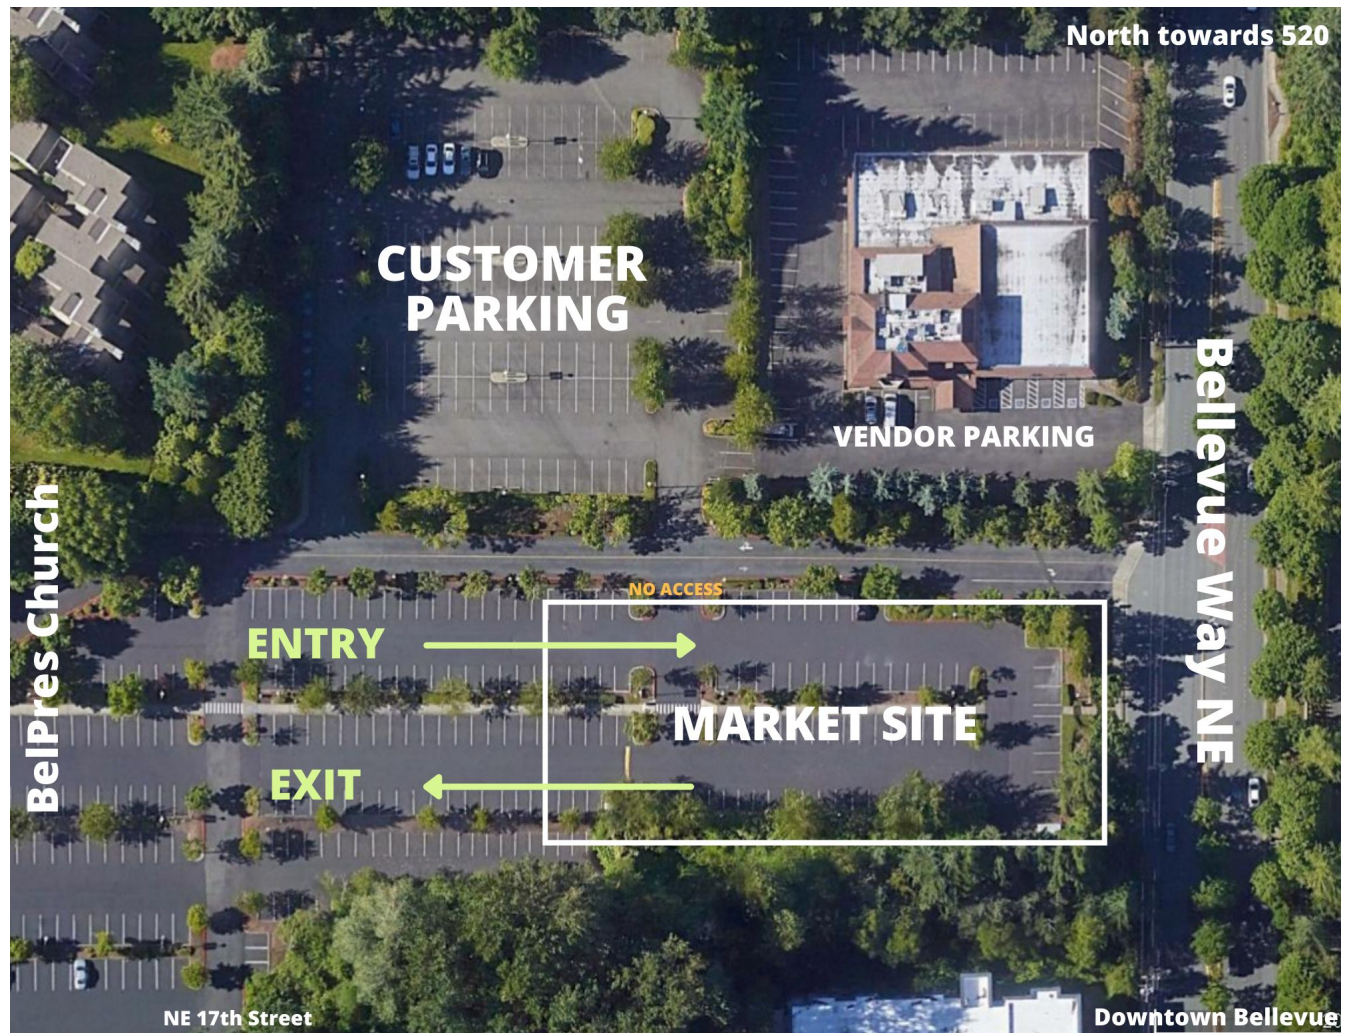 North towards 520
CUSTOMER
PARKING
VENDOR PARKING
Bellevue Way NE
BelPres Church
NO ACCESS
ENTRY
MARKET SITE
EXIT
NE 17th Street
Downtown Bellevue